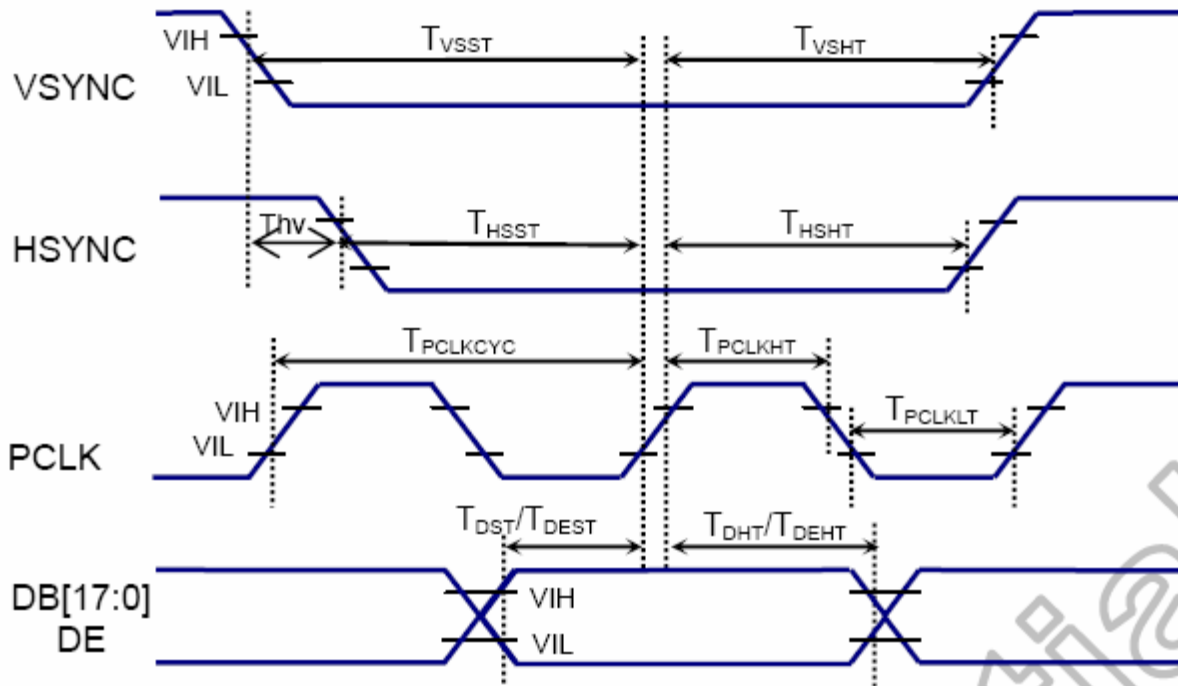 VSYNC
VIH
VIL
TVSST
TVSHT
HSYNC
Thv
THSST
THSHT
PCLK
VIH
VIL
TPCLKCYC
TPCLKHT
TPCLKLT
DB[17:0]
DE
TDST/TDEST
TDHT/TDEHT
VIH
VIL